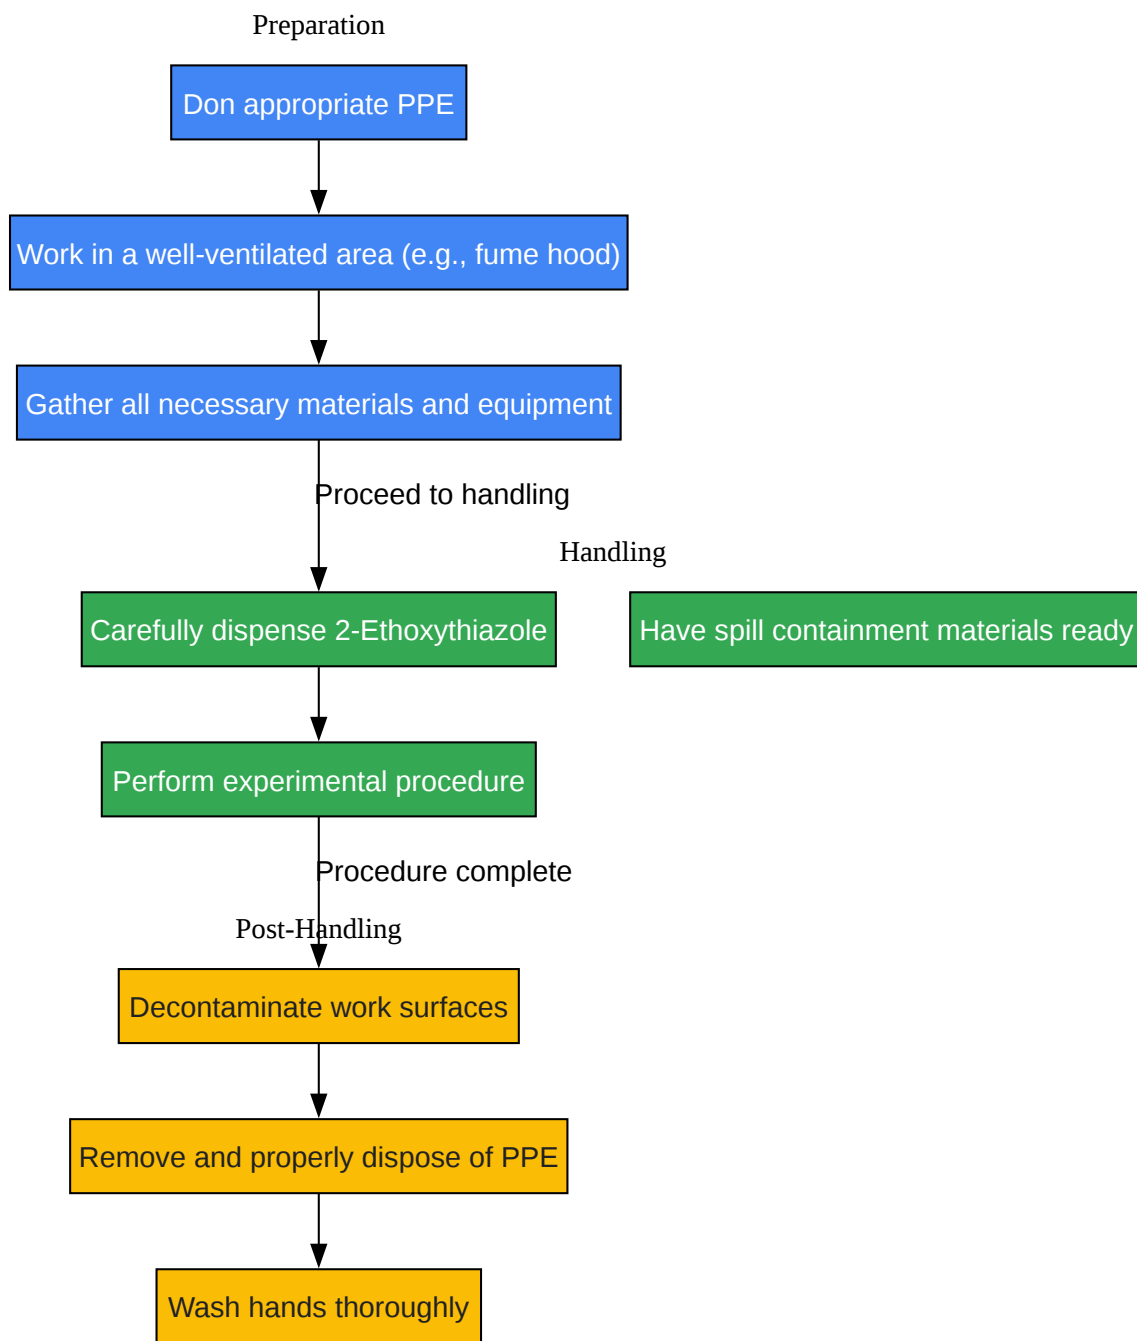 Preparation
Don appropriate PPE
Work in a well-ventilated area (e.g., fume hood)
Gather all necessary materials and equipment
Proceed to handling
Handling
Carefully dispense 2-Ethoxythiazole
Have spill containment materials ready
Perform experimental procedure
Procedure complete
Post-Handling
Decontaminate work surfaces
Remove and properly dispose of PPE
Wash hands thoroughly